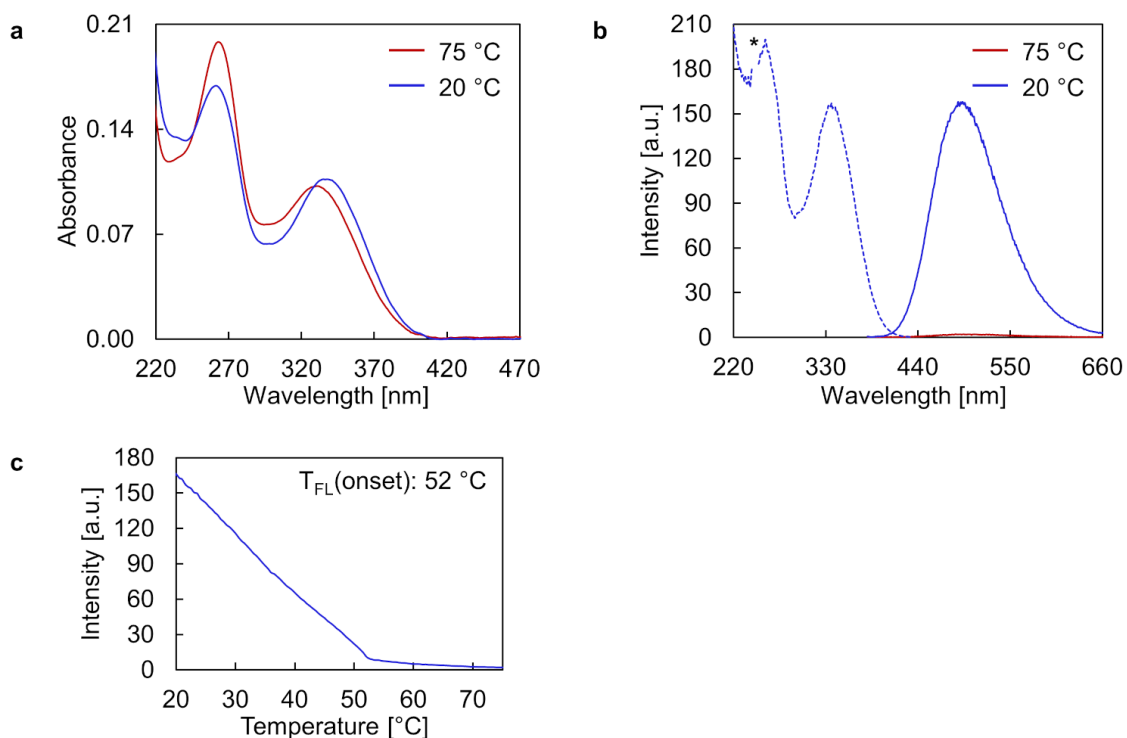 a
0.21
0.14
0.07
0.00
Absorbance
75 °C
20 °C
220 270 320 370 420 470
Wavelength [nm]
b
210
180
150
120
90
60
30
0
Intensity [a.u.]
*
75 °C
20 °C
220 330 440 550 660
Wavelength [nm]
c
180
150
120
90
60
30
0
Intensity [a.u.]
T_FL(onset): 52 °C
20 30 40 50 60 70
Temperature [°C]